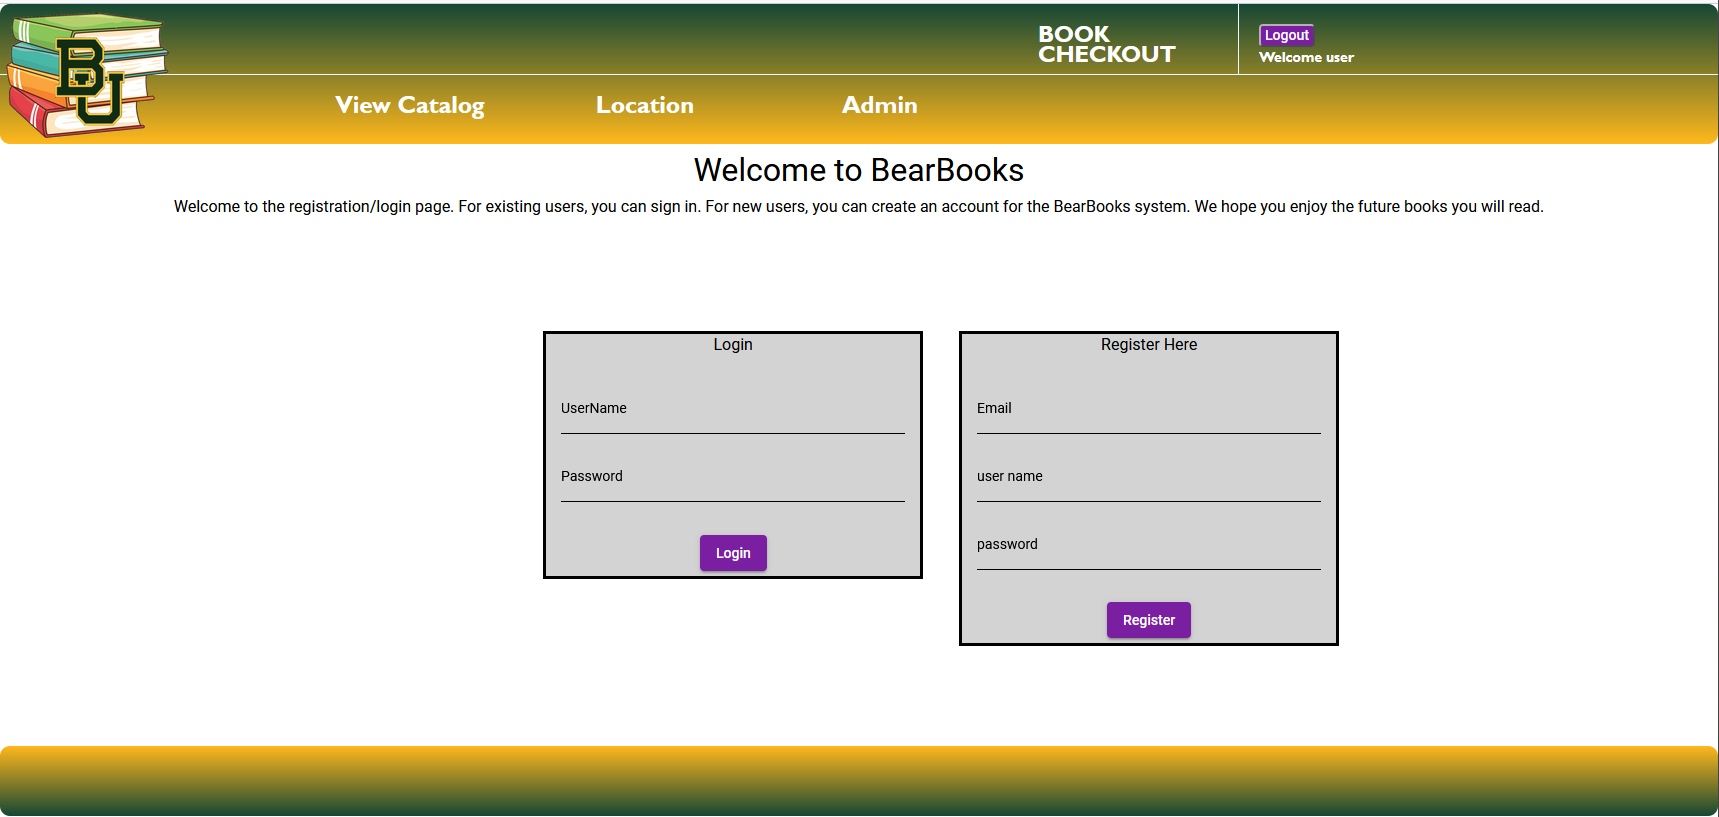 BU
BOOK
CHECKOUT
Logout
Welcome user
View Catalog
Location
Admin
Welcome to BearBooks
Welcome to the registration/login page. For existing users, you can sign in. For new users, you can create an account for the BearBooks system. We hope you enjoy the future books you will read.
Login
UserName
Password
Login
Register Here
Email
user name
password
Register